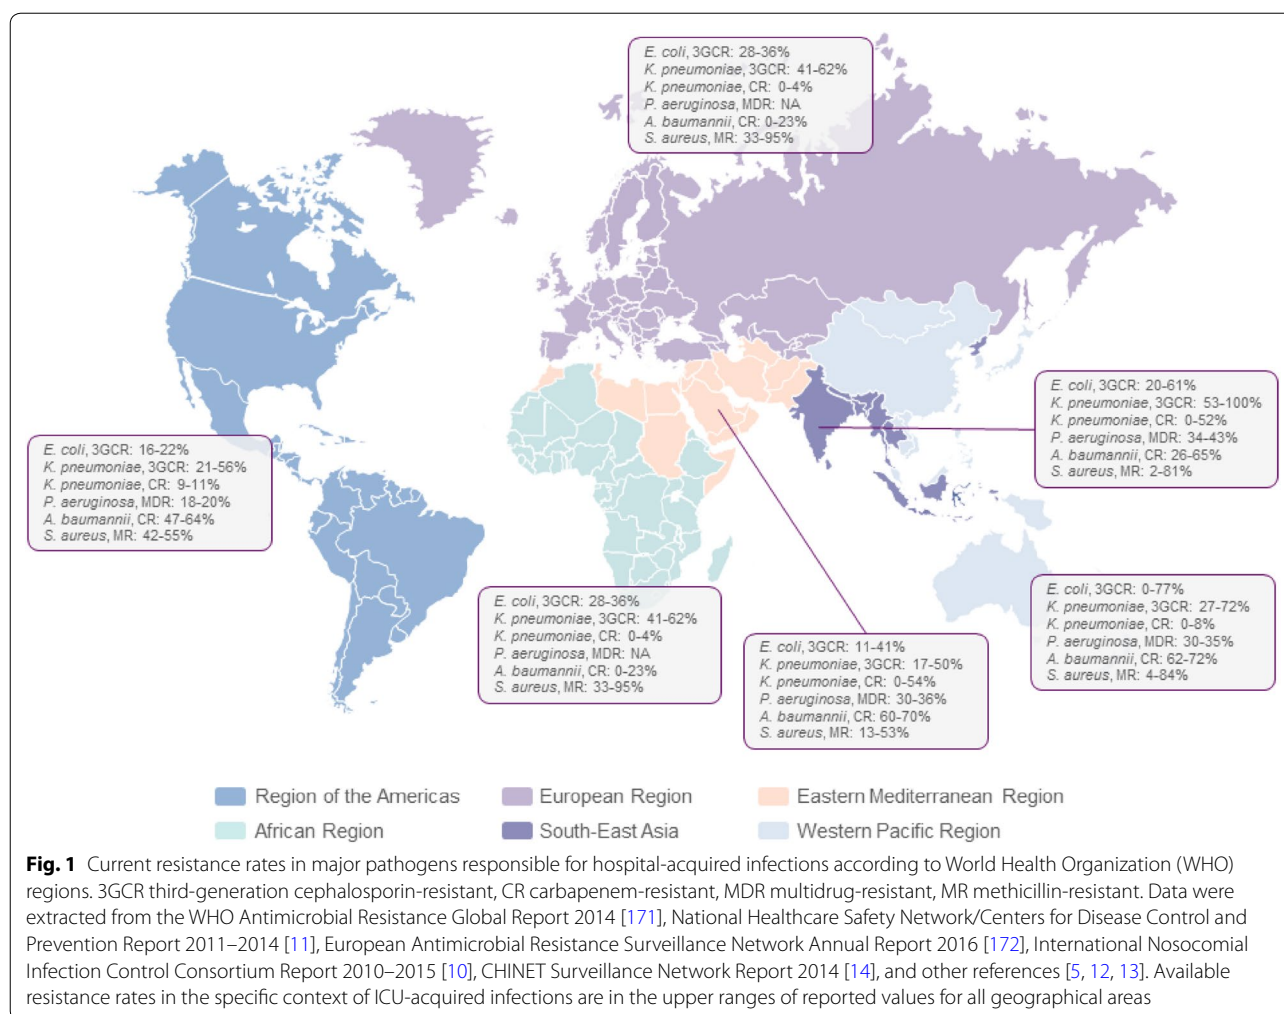 E. coli, 3GCR: 28-36%
K. pneumoniae, 3GCR: 41-62%
K. pneumoniae, CR: 0-4%
P. aeruginosa, MDR: NA
A. baumannii, CR: 0-23%
S. aureus, MR: 33-95%
E. coli, 3GCR: 20-61%
K. pneumoniae, 3GCR: 53-100%
K. pneumoniae, CR: 0-52%
P. aeruginosa, MDR: 34-43%
A. baumannii, CR: 26-65%
S. aureus, MR: 2-81%
E. coli, 3GCR: 16-22%
K. pneumoniae, 3GCR: 21-56%
K. pneumoniae, CR: 9-11%
P. aeruginosa, MDR: 18-20%
A. baumannii, CR: 47-64%
S. aureus, MR: 42-55%
E. coli, 3GCR: 28-36%
K. pneumoniae, 3GCR: 41-62%
K. pneumoniae, CR: 0-4%
P. aeruginosa, MDR: NA
A. baumannii, CR: 0-23%
S. aureus, MR: 33-95%
E. coli, 3GCR: 11-41%
K. pneumoniae, 3GCR: 17-50%
K. pneumoniae, CR: 0-54%
P. aeruginosa, MDR: 30-36%
A. baumannii, CR: 60-70%
S. aureus, MR: 13-53%
E. coli, 3GCR: 0-77%
K. pneumoniae, 3GCR: 27-72%
K. pneumoniae, CR: 0-8%
P. aeruginosa, MDR: 30-35%
A. baumannii, CR: 62-72%
S. aureus, MR: 4-84%
Region of the Americas European Region Eastern Mediterranean Region
African Region South-East Asia Western Pacific Region
Fig. 1 Current resistance rates in major pathogens responsible for hospital-acquired infections according to World Health Organization (WHO)
regions. 3GCR third-generation cephalosporin-resistant, CR carbapenem-resistant, MDR multidrug-resistant, MR methicillin-resistant. Data were
extracted from the WHO Antimicrobial Resistance Global Report 2014 [171], National Healthcare Safety Network/Centers for Disease Control and
Prevention Report 2011–2014 [11], European Antimicrobial Resistance Surveillance Network Annual Report 2016 [172], International Nosocomial
Infection Control Consortium Report 2010–2015 [10], CHINET Surveillance Network Report 2014 [14], and other references [5, 12, 13]. Available
resistance rates in the specific context of ICU-acquired infections are in the upper ranges of reported values for all geographical areas